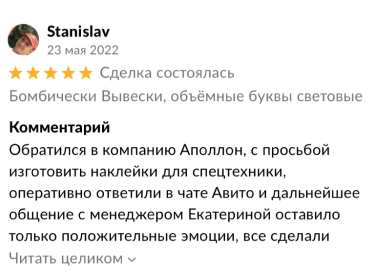 Stanislav
23 мая 2022
Сделка состоялась
Бомбически Вывески, объёмные буквы световые
Комментарий
Обратился в компанию Аполлон, с просьбой
изготовить наклейки для спецтехники,
оперативно ответили в чате Авито и дальнейшее
общение с менеджером Екатериной оставило
только положительные эмоции, все сделали
Читать целиком